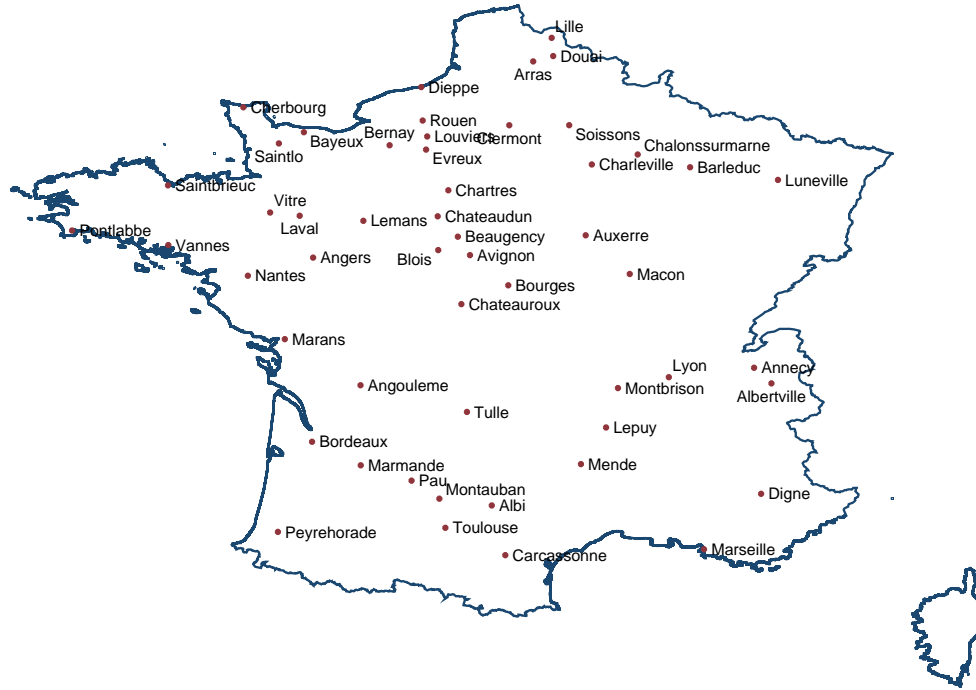 Lille
Douai
Arras
Dieppe
Cherbourg
Rouen
Bernay
Louviers
Clermont
Soissons
Bayeux
Saintlo
Evreux
Chalonssurmarne
Charleville
Barleduc
Luneville
Saintbrieuc
Chartres
Vitre
Laval
Lemans
Chateaudun
Pontlabbe
Vannes
Beaugency
Auxerre
Blois
Avignon
Angers
Nantes
Macon
Bourges
Chateauroux
Marans
Lyon
Annecy
Angouleme
Montbrison
Albertville
Tulle
Lepuy
Bordeaux
Marmande
Mende
Pau
Montauban
Albi
Digne
Peyrehorade
Toulouse
Carcassonne
Marseille